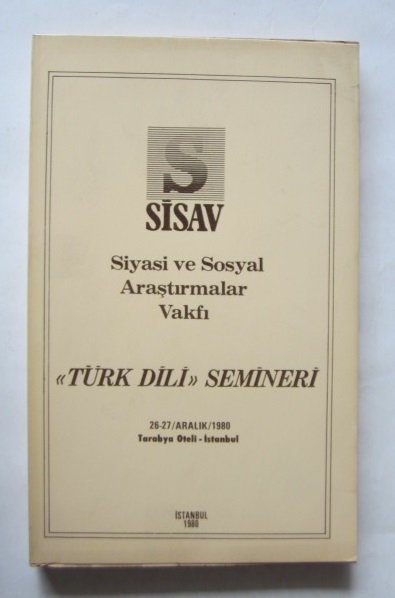 S
SİSAV
Siyasi ve Sosyal
Araştırmalar
Vakfı
«TÜRK DİLİ» SEMİNERİ
26-27/ARALIK/1980
Tarabya Oteli - İstanbul
İSTANBUL
1980